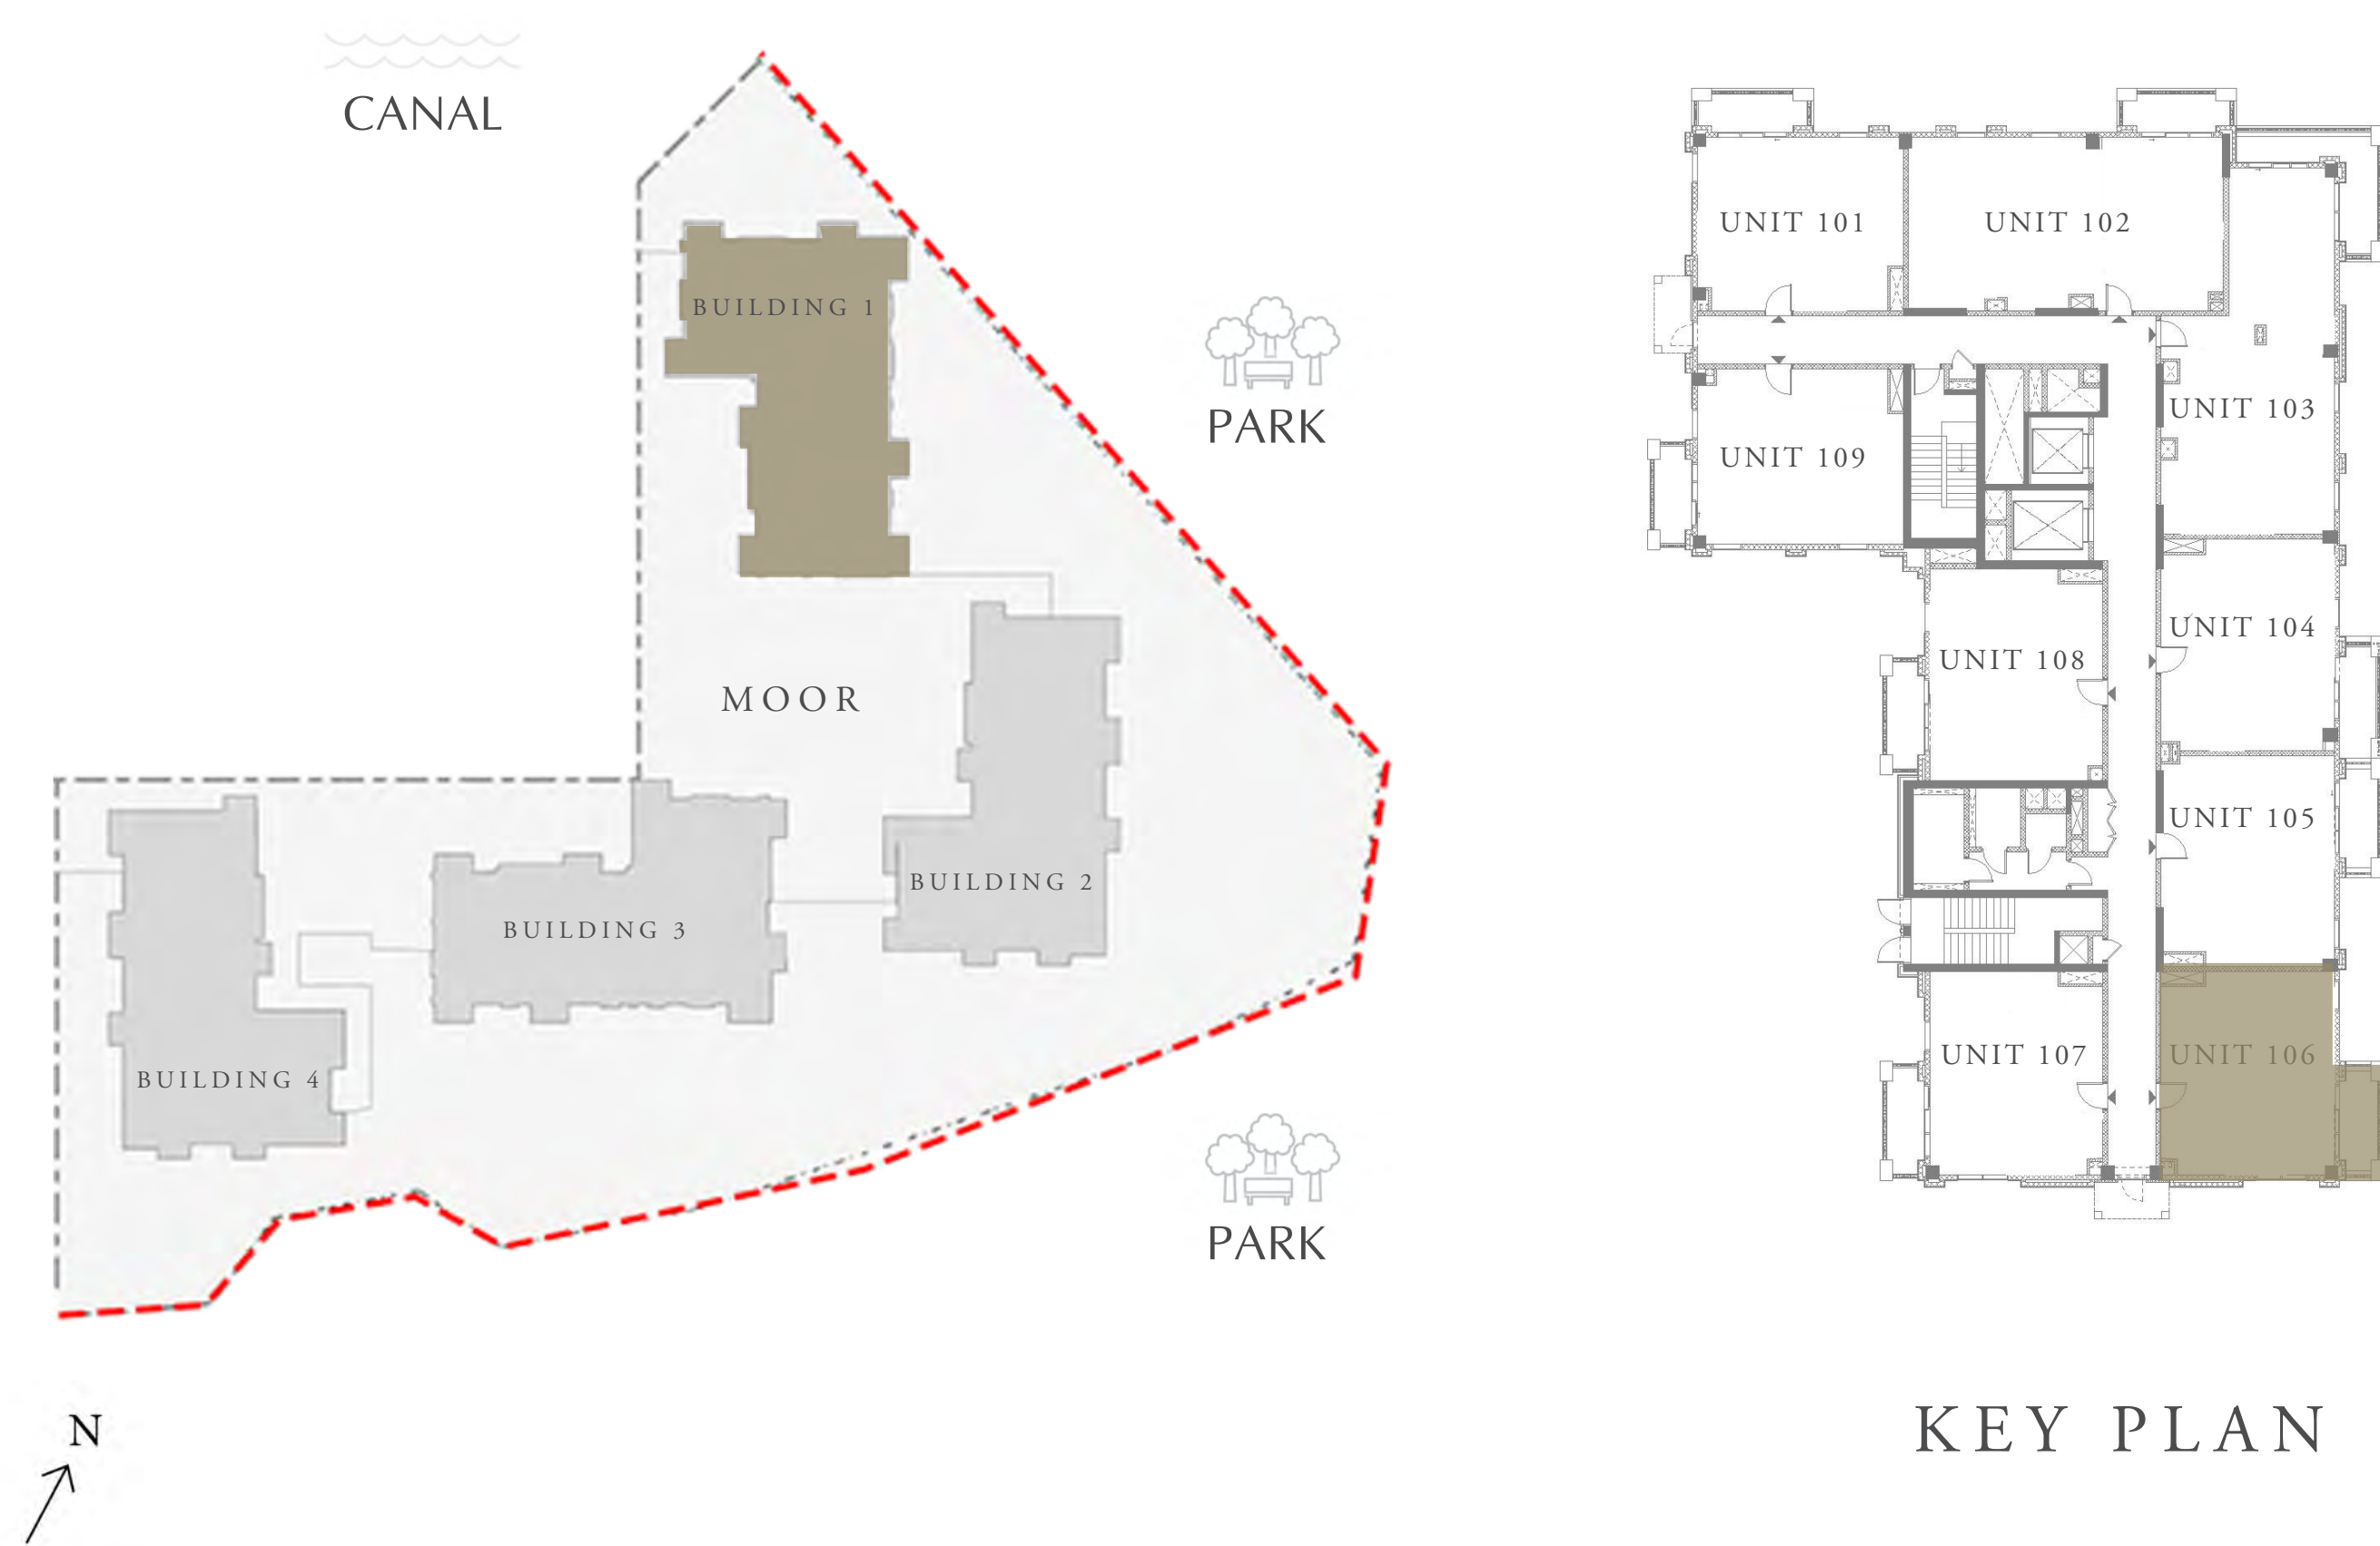 CANAL
BUILDING 1
PARK
MOOR
BUILDING 2
BUILDING 3
BUILDING 4
PARK
N
UNIT 101
UNIT 102
UNIT 103
UNIT 109
UNIT 104
UNIT 108
UNIT 105
UNIT 107
UNIT 106
KEY PLAN